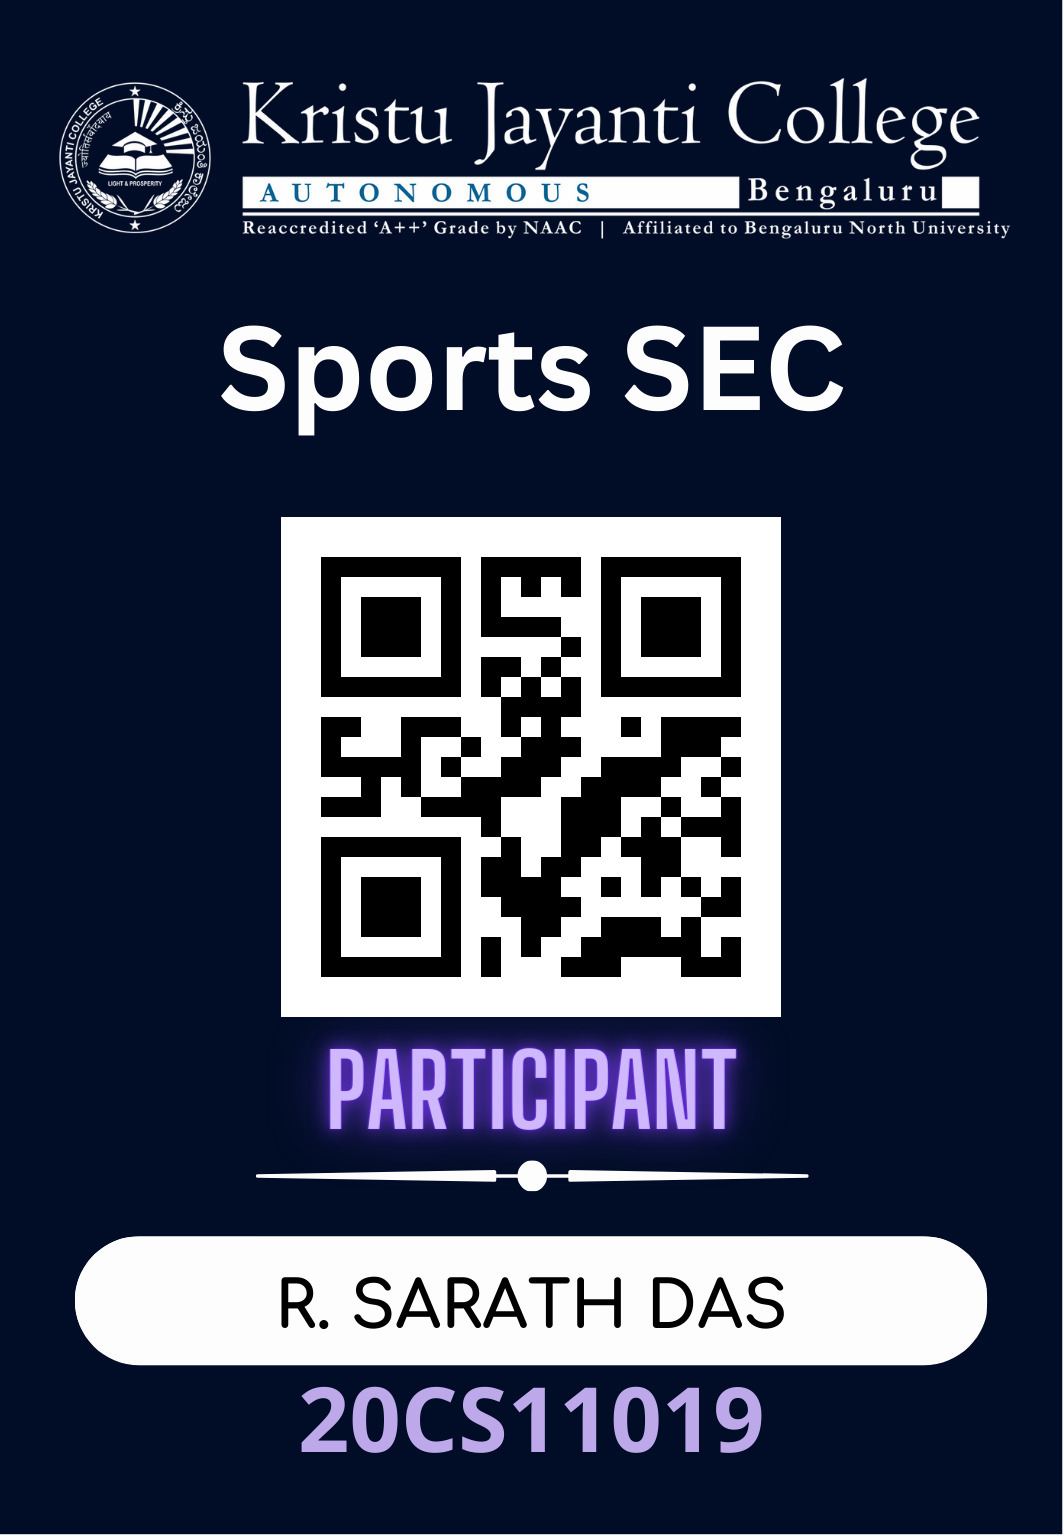 KRISTU JAYANTI COLLEGE
ಕ್ರಿಸ್ತು ಜಯಂತಿ ಕಾಲೇಜು
LIGHT & PROSPERITY
Kristu Jayanti College
AUTONOMOUS Bengaluru
Reaccredited ‘A++’ Grade by NAAC | Affiliated to Bengaluru North University
Sports SEC
PARTICIPANT
R. SARATH DAS
20CS11019